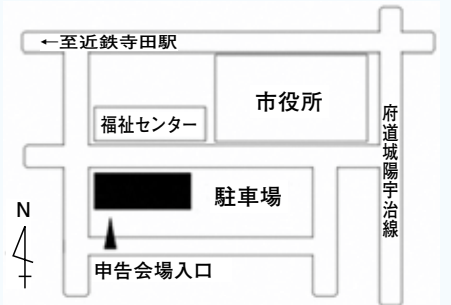 ←至近鉄寺田駅
市役所
福祉センター
府道城陽宇治線
駐車場
N
申告会場入口